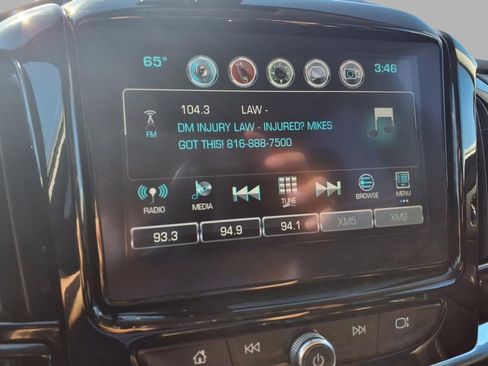 65° 3:46
104.3 LAW -
FM DM INJURY LAW - INJURED? MIKES
GOT THIS! 816-888-7500
RADIO MEDIA TUNE BROWSE MENU
93.3 94.9 94.1 XM5 XM9